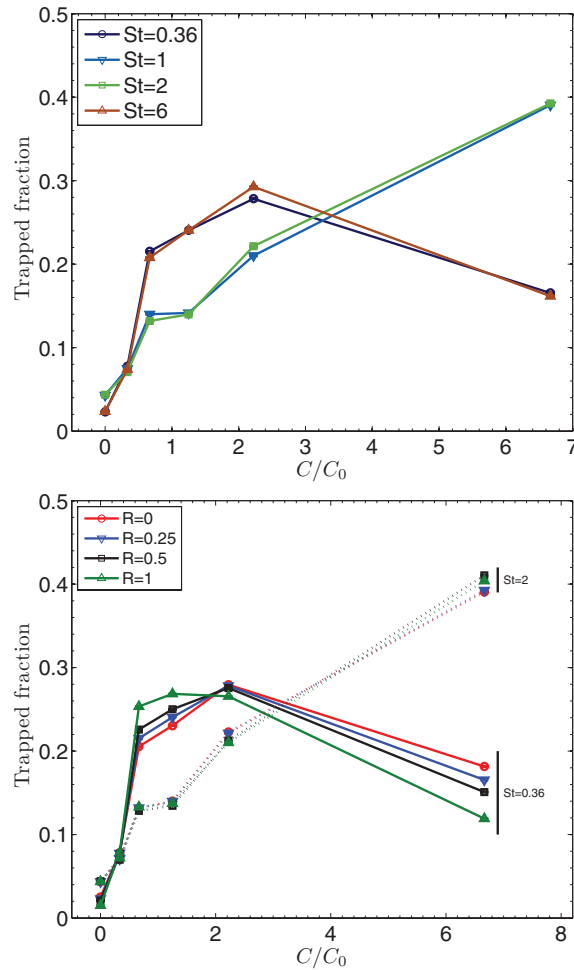 0.5
St=0.36
St=1
St=2
St=6
0.4
0.3
0.2
0.1
0
Trapped fraction
0 1 2 3 4 5 6 7
C/C0
0.5
R=0
R=0.25
R=0.5
R=1
St=2
0.4
0.3
0.2
St=0.36
0.1
0
Trapped fraction
0 2 4 6 8
C/C0